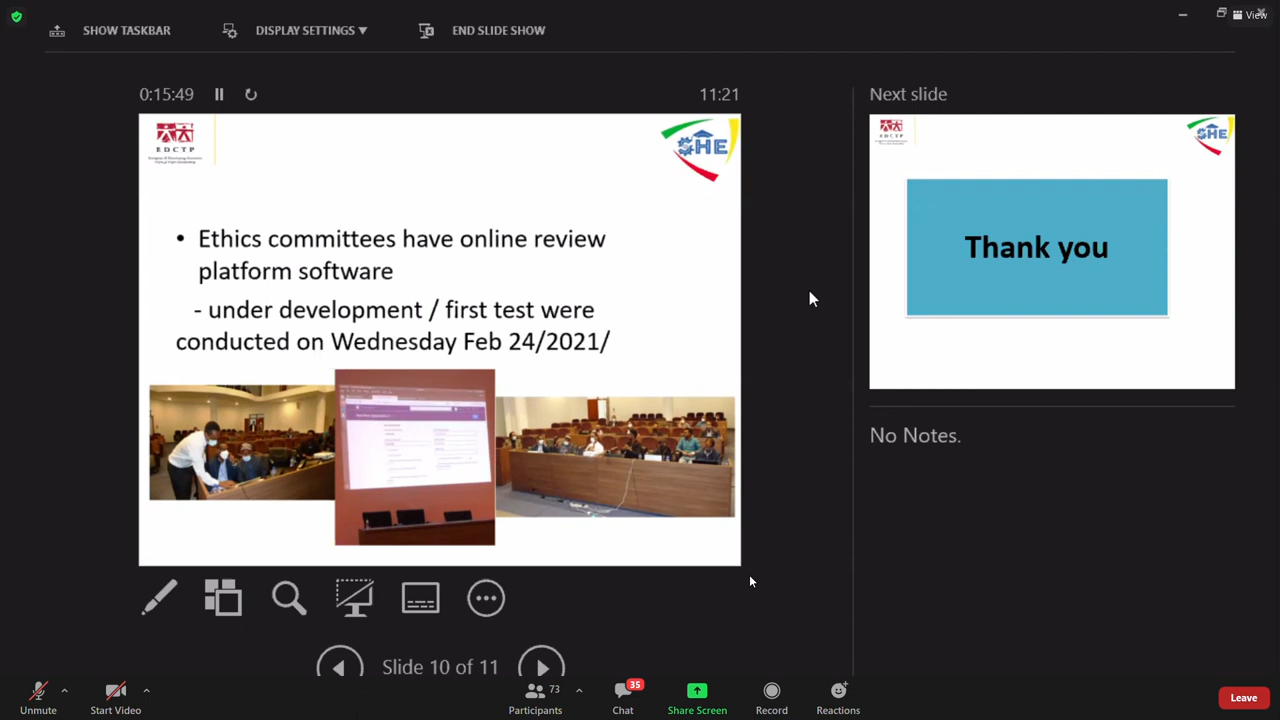 View
SHOW TASKBAR
DISPLAY SETTINGS
END SLIDE SHOW
0:15:49
11:21
Next slide
EDCTP
SHE
• Ethics committees have online review
platform software
- under development / first test were
conducted on Wednesday Feb 24/2021/
EDCTP
SHE
Thank you
No Notes.
Slide 10 of 11
Unmute
Start Video
73
Participants
35
Chat
Share Screen
Record
Reactions
Leave